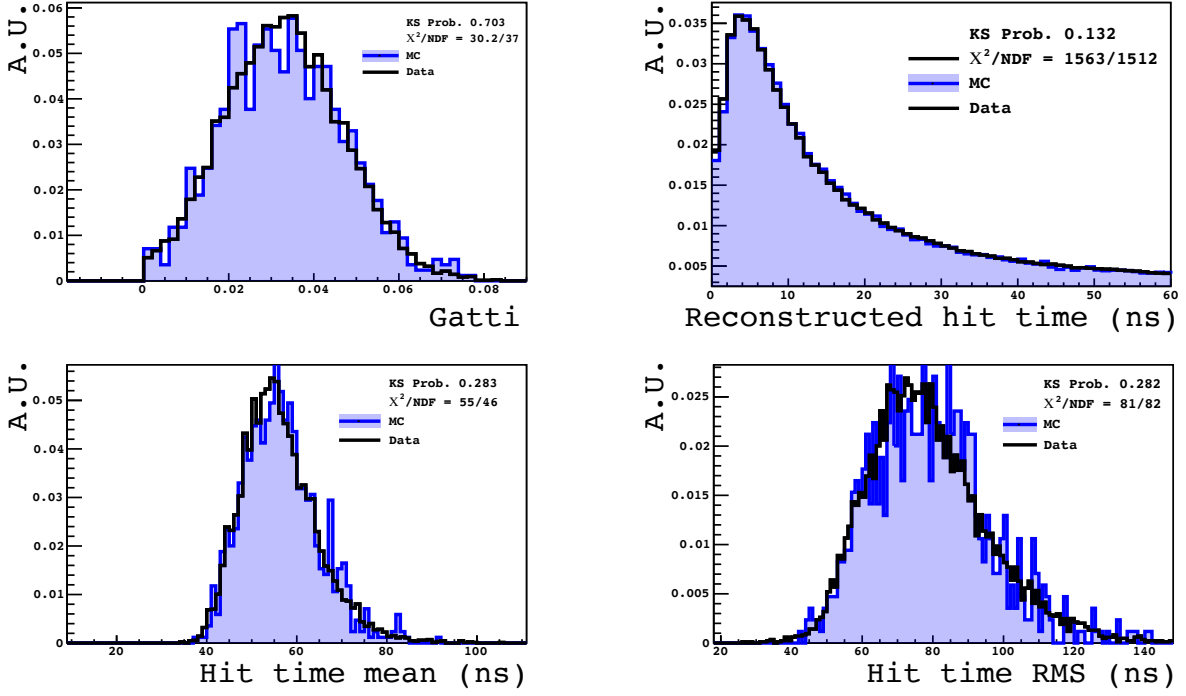 A.U.
0.06
0.05
0.04
0.03
0.02
0.01
0
KS Prob. 0.703
Χ²/NDF = 30.2/37
MC
Data
0 0.02 0.04 0.06 0.08
Gatti
A.U.
0.035
0.03
0.025
0.02
0.015
0.01
0.005
KS Prob. 0.132
Χ²/NDF = 1563/1512
MC
Data
0 10 20 30 40 50 60
Reconstructed hit time (ns)
A.U.
0.05
0.04
0.03
0.02
0.01
0
KS Prob. 0.283
Χ²/NDF = 55/46
MC
Data
20 40 60 80 100
Hit time mean (ns)
A.U.
0.025
0.02
0.015
0.01
0.005
0
KS Prob. 0.282
Χ²/NDF = 81/82
MC
Data
20 40 60 80 100 120 140
Hit time RMS (ns)